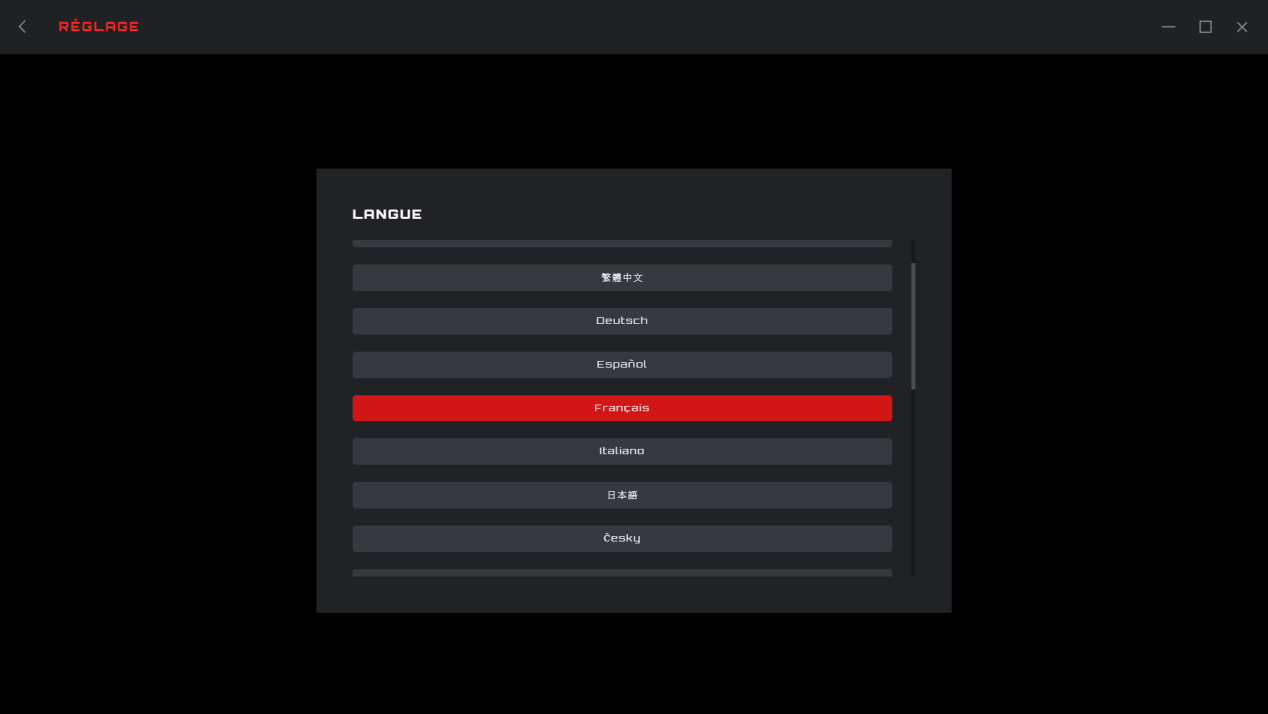 RÉGLAGE
LANGUE
繁體中文
Deutsch
Español
Français
Italiano
日本語
Česky